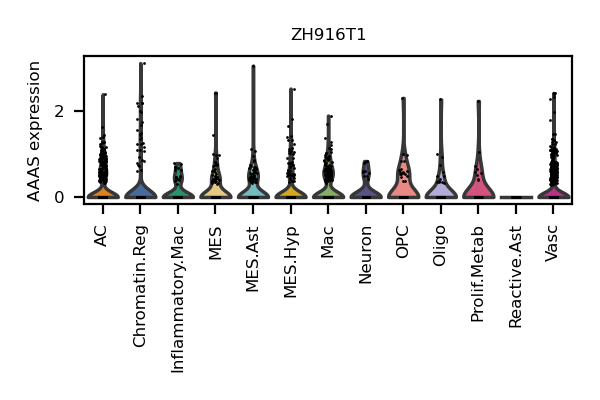 ZH916T1
AAAS expression
2
0
AC
Chromatin.Reg
Inflammatory.Mac
MES
MES.Ast
MES.Hyp
Mac
Neuron
OPC
Oligo
Prolif.Metab
Reactive.Ast
Vasc